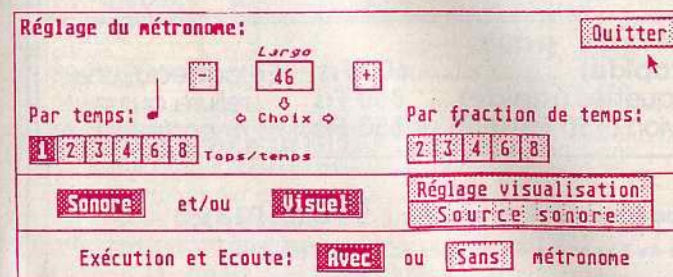 Réglage du métronome:
Quitter
Largo
- 46 +
Par temps:
Choix
Par fraction de temps:
1 2 3 4 6 8 Tops/temps
2 3 4 6 8
Sonore et/ou Visuel
Réglage visualisation
Source sonore
Exécution et Ecoute: Avec ou Sans métronome